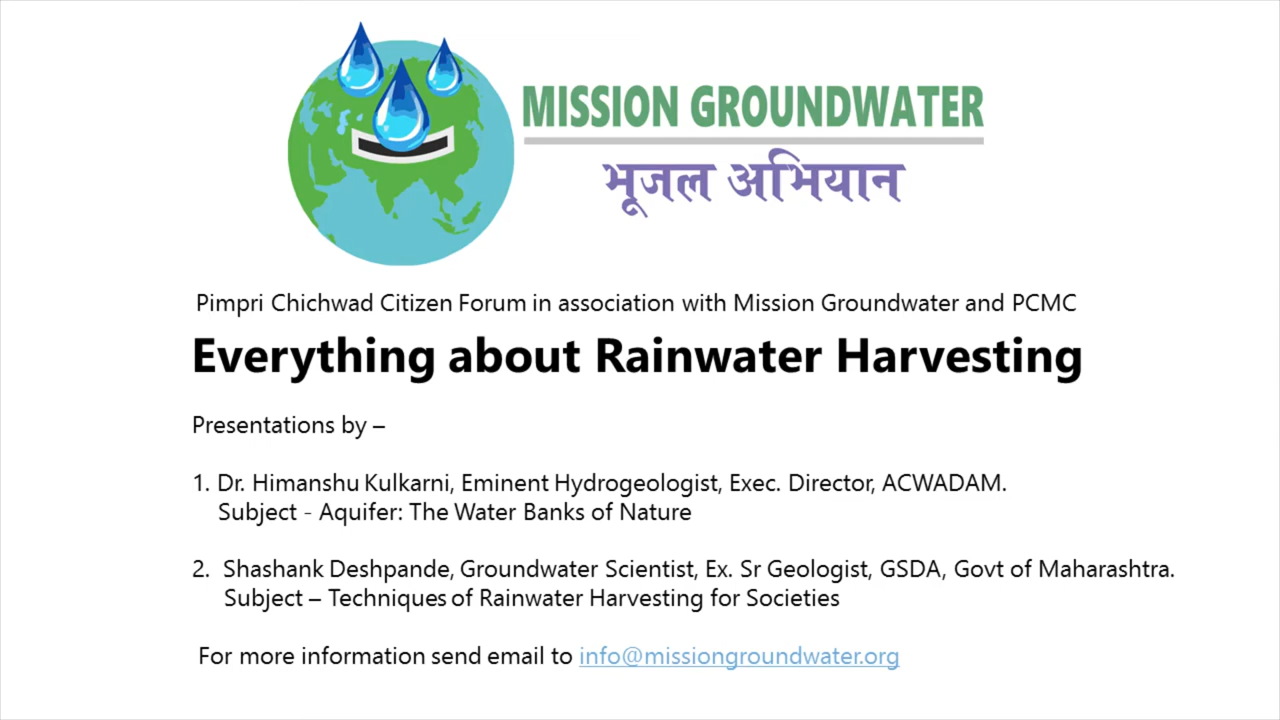 MISSION GROUNDWATER
भूजल अभियान
Pimpri Chichwad Citizen Forum in association with Mission Groundwater and PCMC
Everything about Rainwater Harvesting
Presentations by –
1. Dr. Himanshu Kulkarni, Eminent Hydrogeologist, Exec. Director, ACWADAM.
Subject - Aquifer: The Water Banks of Nature
2. Shashank Deshpande, Groundwater Scientist, Ex. Sr Geologist, GSDA, Govt of Maharashtra.
Subject – Techniques of Rainwater Harvesting for Societies
For more information send email to info@missiongroundwater.org